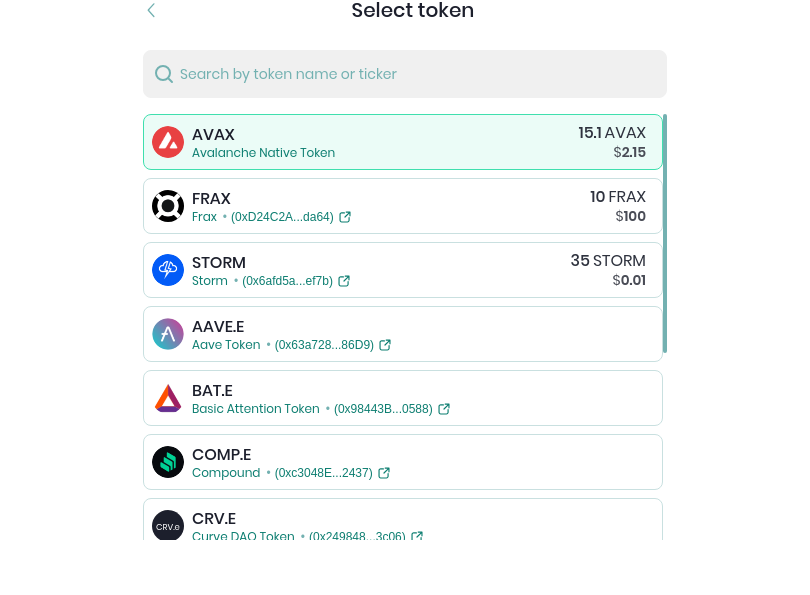 Select token
Search by token name or ticker
AVAX
Avalanche Native Token
15.1 AVAX
$2.15
FRAX
Frax • (0xD24C2A...da64)
10 FRAX
$100
STORM
Storm • (0x6afd5a...ef7b)
35 STORM
$0.01
AAVE.E
Aave Token • (0x63a728...86D9)
BAT.E
Basic Attention Token • (0x98443B...0588)
COMP.E
Compound • (0xc3048E...2437)
CRV.e
CRV.E
Curve DAO Token • (0x249848...3c06)